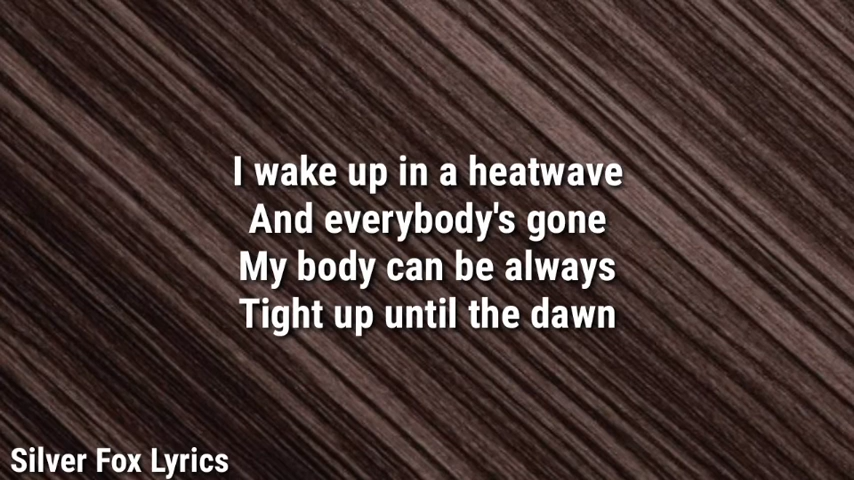 I wake up in a heatwave
And everybody's gone
My body can be always
Tight up until the dawn
Silver Fox Lyrics